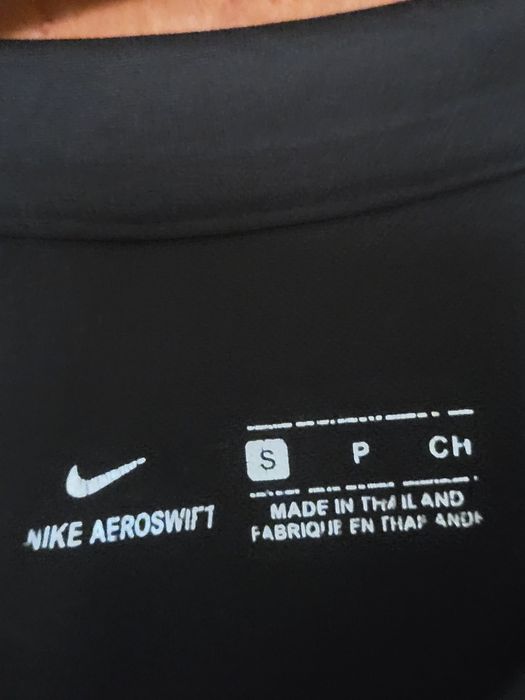 NIKE AEROSWIFT
S P CH
MADE IN THAILAND
FABRIQUE EN THAILANDE